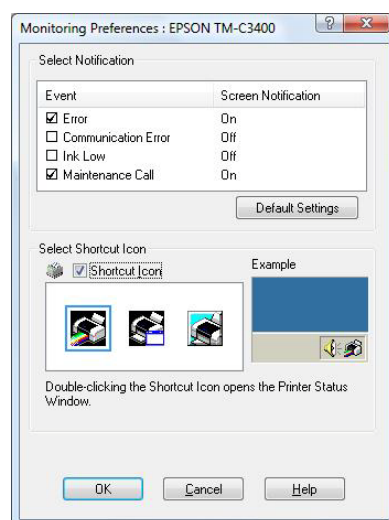 Monitoring Preferences : EPSON TM-C3400
Select Notification
Event Screen Notification
Error On
Communication Error Off
Ink Low Off
Maintenance Call On
Default Settings
Select Shortcut Icon
Shortcut Icon
Example
Double-clicking the Shortcut Icon opens the Printer Status
Window.
OK Cancel Help